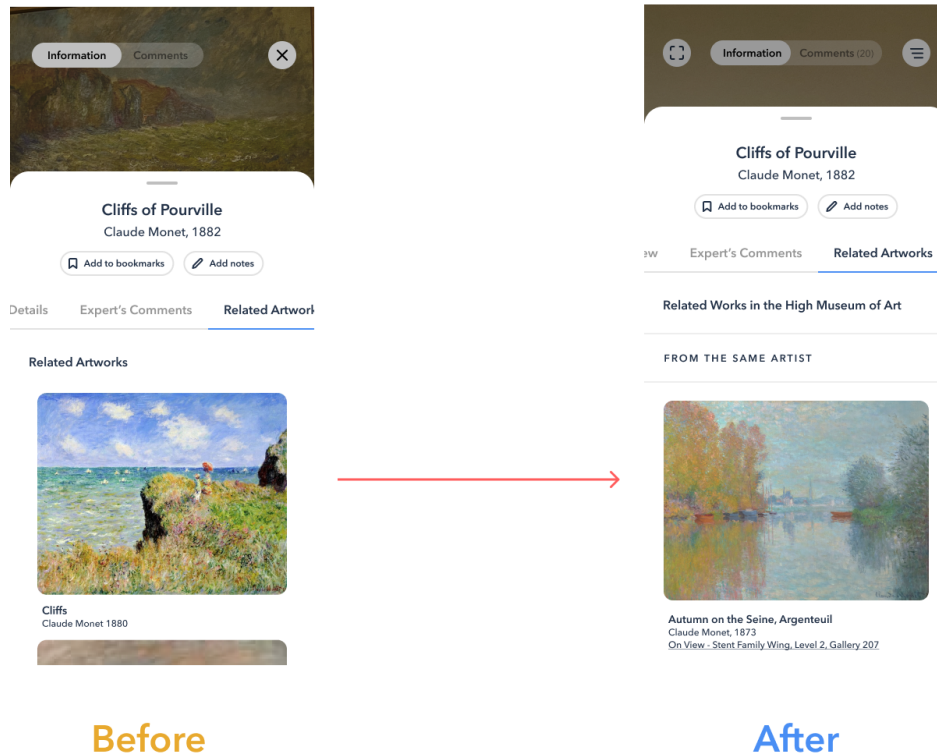 Information Comments
Cliffs of Pourville
Claude Monet, 1882
Add to bookmarks Add notes
Details Expert's Comments Related Artwork
Related Artworks
Cliffs
Claude Monet 1880
Before
Information Comments (20)
Cliffs of Pourville
Claude Monet, 1882
Add to bookmarks Add notes
ew Expert's Comments Related Artworks
Related Works in the High Museum of Art
FROM THE SAME ARTIST
Autumn on the Seine, Argenteuil
Claude Monet, 1873
On View - Stent Family Wing, Level 2, Gallery 207
After